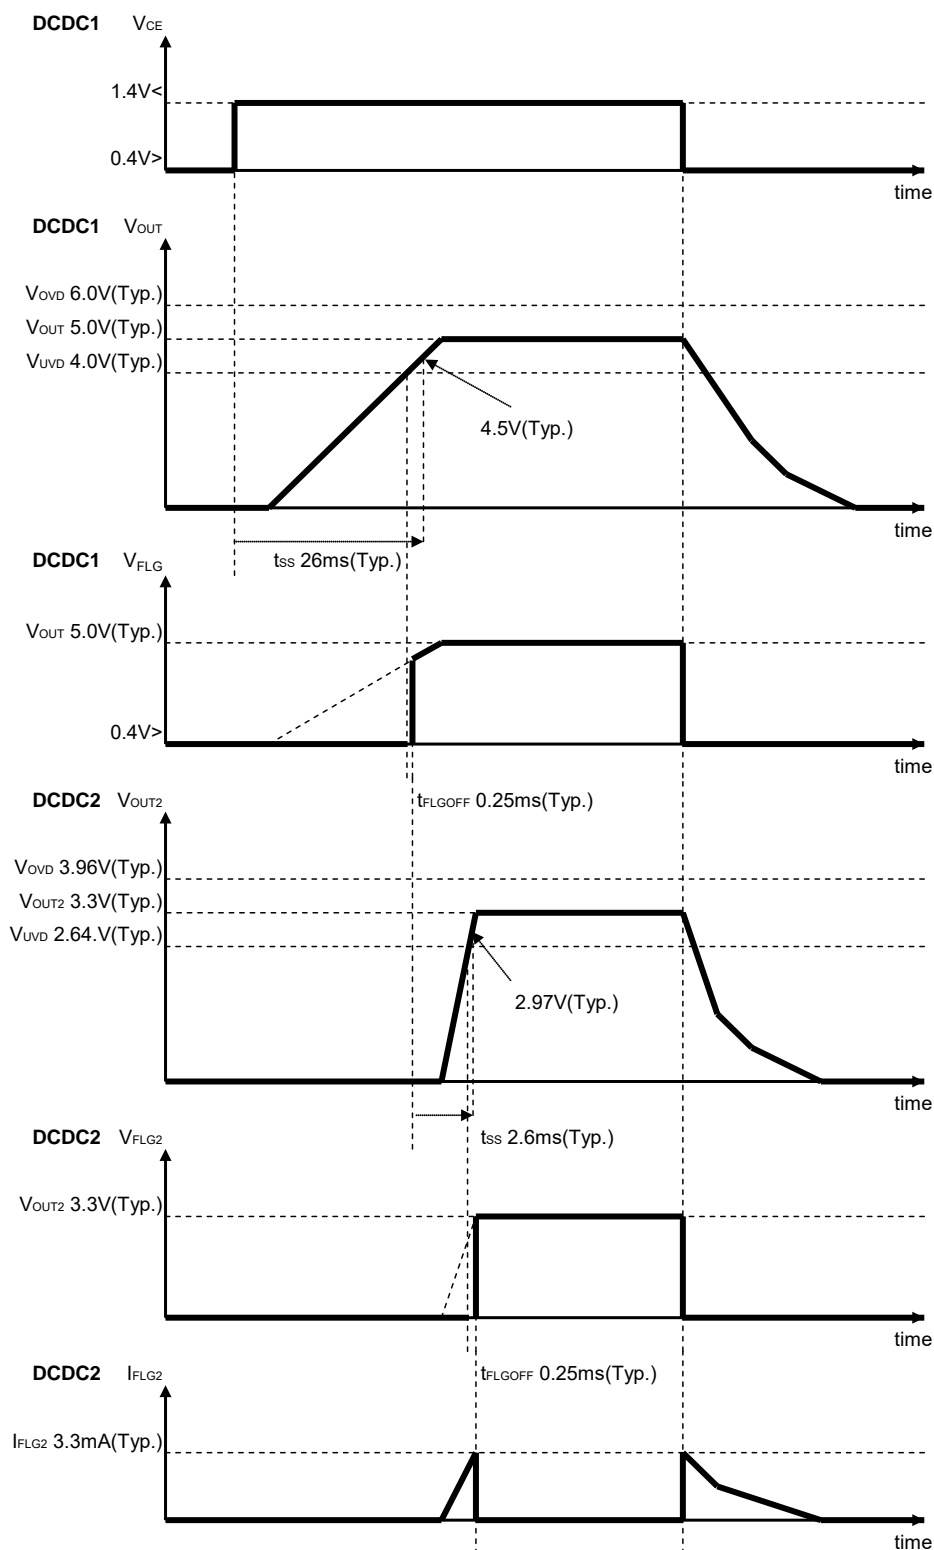 DCDC1 VCE
1.4V<
0.4V>
time
DCDC1 VOUT
VOVD 6.0V(Typ.)
VOUT 5.0V(Typ.)
VUVD 4.0V(Typ.)
4.5V(Typ.)
time
tSS 26ms(Typ.)
DCDC1 VFLG
VOUT 5.0V(Typ.)
0.4V>
time
tFLGOFF 0.25ms(Typ.)
DCDC2 VOUT2
VOVD 3.96V(Typ.)
VOUT2 3.3V(Typ.)
VUVD 2.64.V(Typ.)
2.97V(Typ.)
time
tSS 2.6ms(Typ.)
DCDC2 VFLG2
VOUT2 3.3V(Typ.)
time
tFLGOFF 0.25ms(Typ.)
DCDC2 IFLG2
IFLG2 3.3mA(Typ.)
time